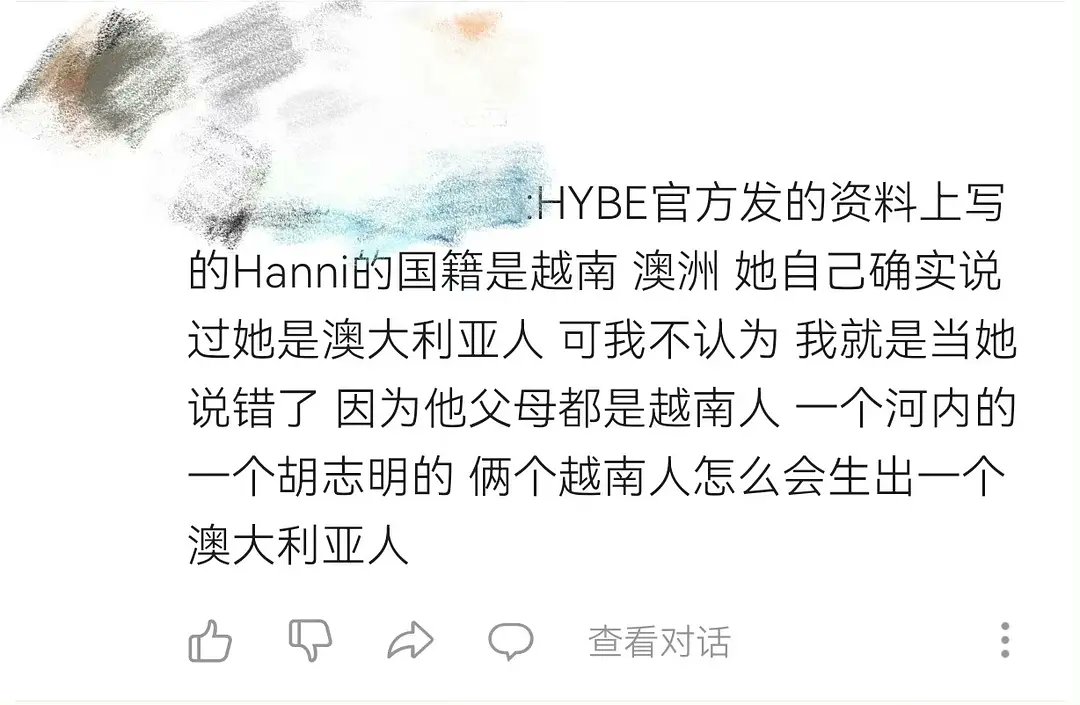 :HYBE官方发的资料上写
的Hanni的国籍是越南 澳洲 她自己确实说
过她是澳大利亚人 可我不认为 我就是当她
说错了 因为他父母都是越南人 一个河内的
一个胡志明的 俩个越南人怎么会生出一个
澳大利亚人
查看对话